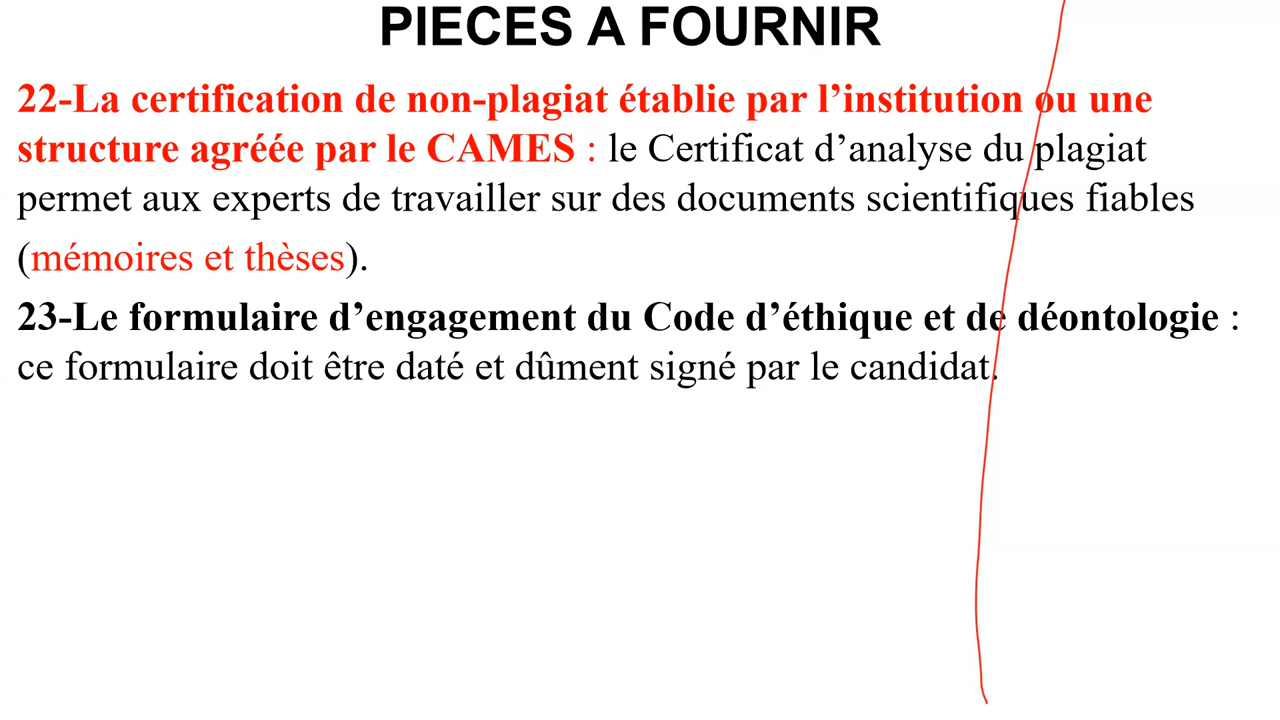 PIECES A FOURNIR
22-La certification de non-plagiat établie par l’institution ou une
structure agréée par le CAMES : le Certificat d’analyse du plagiat
permet aux experts de travailler sur des documents scientifiques fiables
(mémoires et thèses).
23-Le formulaire d’engagement du Code d’éthique et de déontologie :
ce formulaire doit être daté et dûment signé par le candidat.